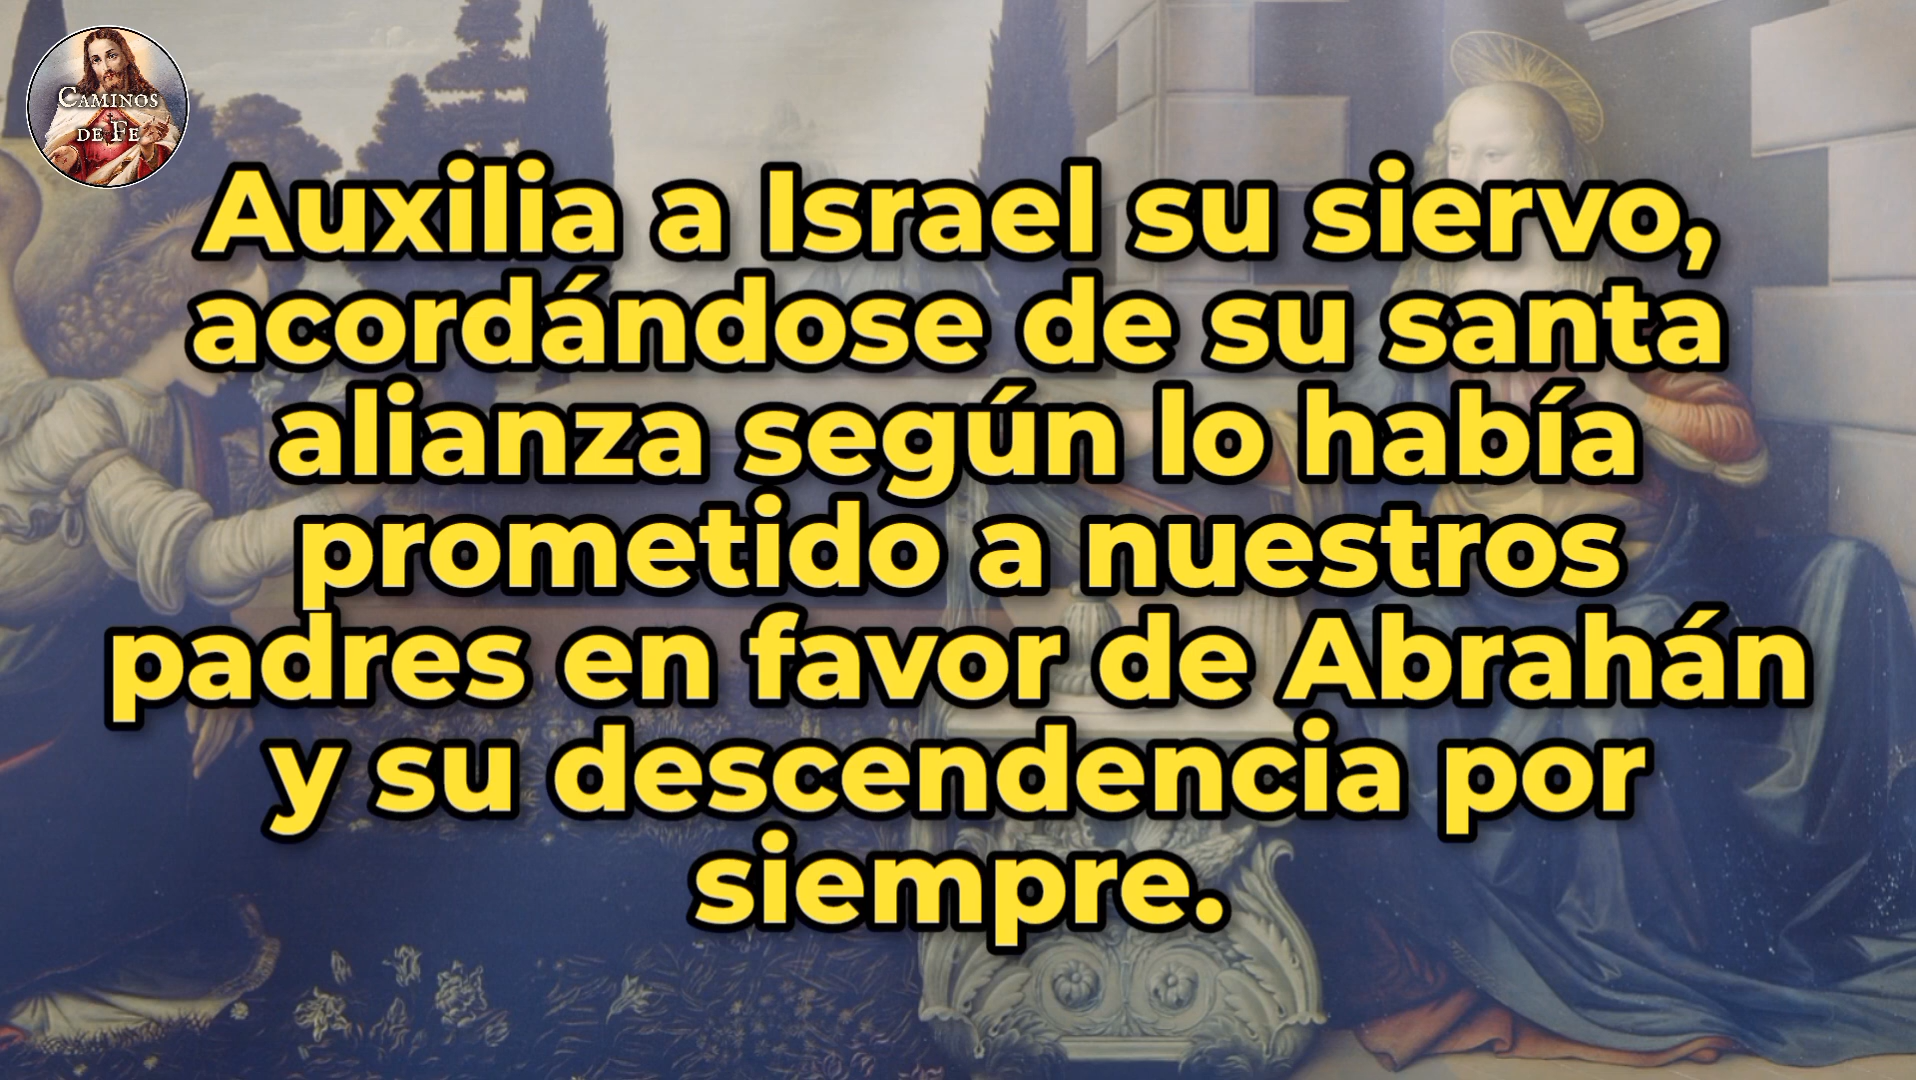 CAMINOS
DE FE
Auxilia a Israel su siervo,
acordándose de su santa
alianza según lo había
prometido a nuestros
padres en favor de Abrahán
y su descendencia por
siempre.